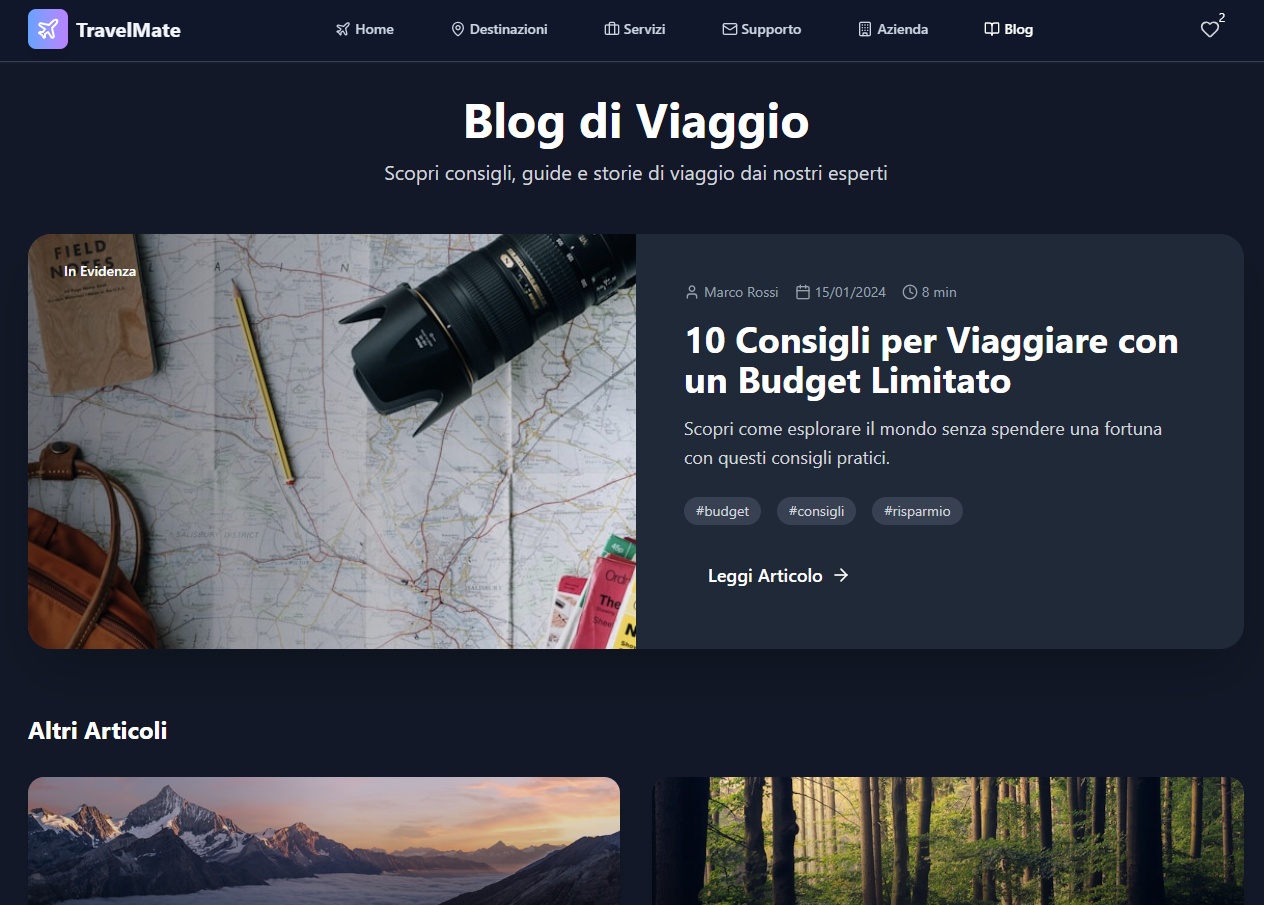 TravelMate
Home
Destinazioni
Servizi
Supporto
Azienda
Blog
2
Blog di Viaggio
Scopri consigli, guide e storie di viaggio dai nostri esperti
FIELD
NOTES
In Evidenza
A I N
SALISBURY DISTRICT
SALISBURY
Marco Rossi
15/01/2024
8 min
10 Consigli per Viaggiare con
un Budget Limitato
Scopri come esplorare il mondo senza spendere una fortuna
con questi consigli pratici.
#budget
#consigli
#risparmio
Leggi Articolo
Altri Articoli